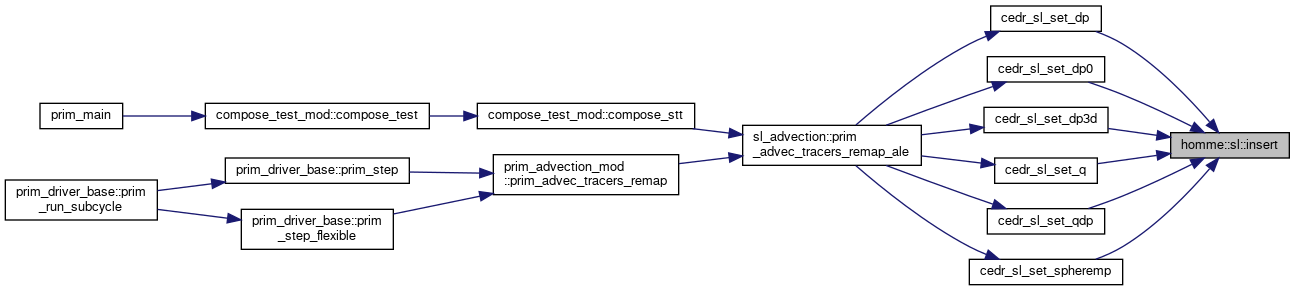 cedr_sl_set_dp
cedr_sl_set_dp0
prim_main
compose_test_mod::compose_test
compose_test_mod::compose_stt
cedr_sl_set_dp3d
sl_advection::prim
_advec_tracers_remap_ale
homme::sl::insert
prim_driver_base::prim_step
prim_advection_mod
::prim_advec_tracers_remap
cedr_sl_set_q
prim_driver_base::prim
_run_subcycle
prim_driver_base::prim
_step_flexible
cedr_sl_set_qdp
cedr_sl_set_spheremp